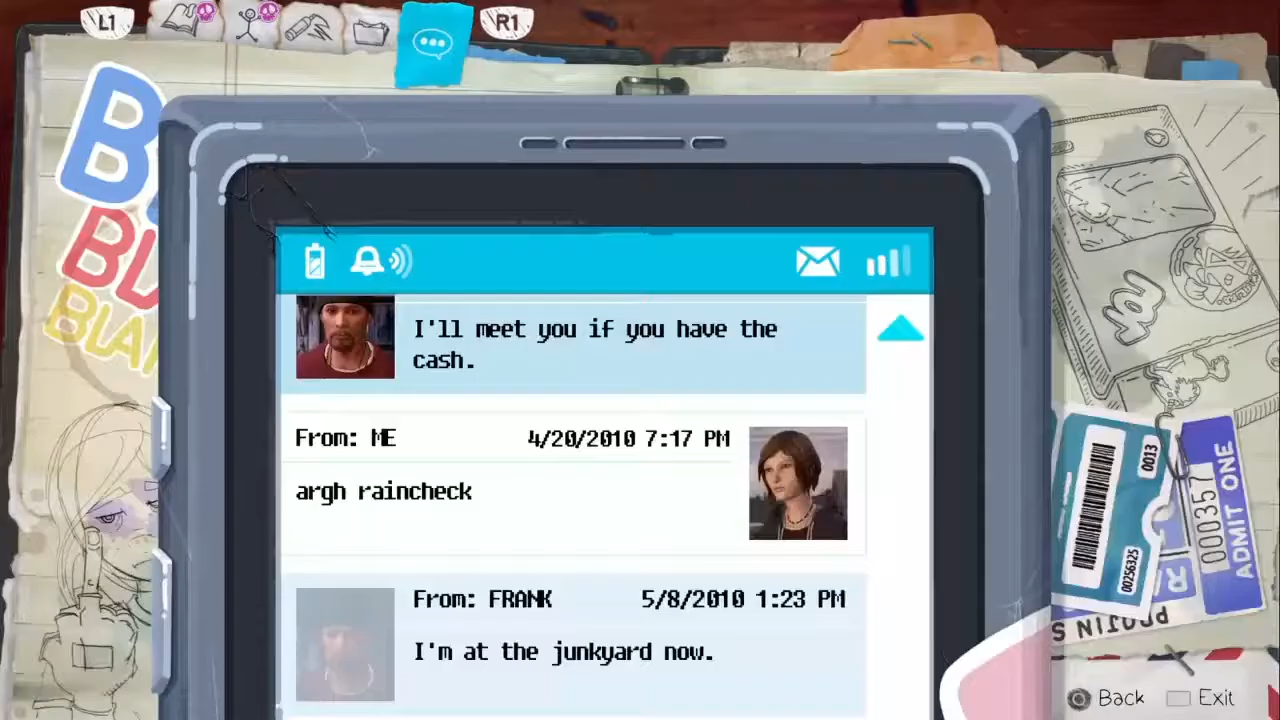 L1
R1
I'll meet you if you have the
cash.
From: ME
4/20/2010 7:17 PM
argh raincheck
From: FRANK
5/8/2010 1:23 PM
I'm at the junkyard now.
0013
00256325
000357
ADMIT ONE
Back
Exit